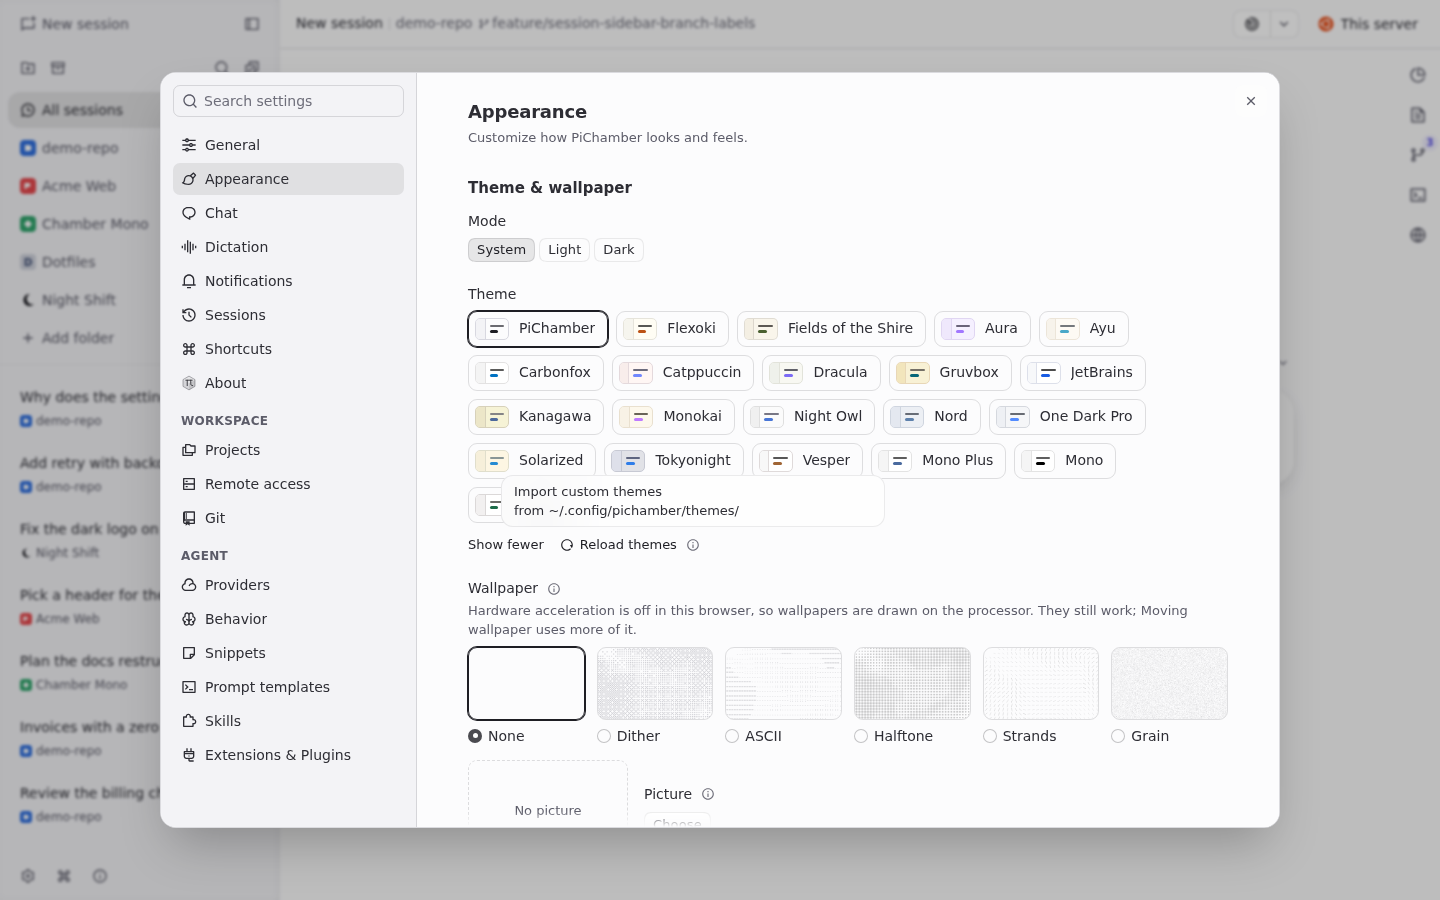 New session
New session demo-repo feature/session-sidebar-branch-labels
This server
Search settings
All sessions
demo-repo
Acme Web
Chamber Mono
D Dotfiles
Night Shift
Add folder
Why does the settin
demo-repo
Add retry with backo
demo-repo
Fix the dark logo on
Night Shift
Pick a header for the
Acme Web
Plan the docs restru
Chamber Mono
Invoices with a zero
demo-repo
Review the billing c
demo-repo
General
Appearance
Chat
Dictation
Notifications
Sessions
Shortcuts
About
WORKSPACE
Projects
Remote access
Git
AGENT
Providers
Behavior
Snippets
Prompt templates
Skills
Extensions & Plugins
Appearance
Customize how PiChamber looks and feels.
Theme & wallpaper
Mode
System Light Dark
Theme
PiChamber Flexoki Fields of the Shire Aura Ayu
Carbonfox Catppuccin Dracula Gruvbox JetBrains
Kanagawa Monokai Night Owl Nord One Dark Pro
Solarized Tokyonight Vesper Mono Plus Mono
Import custom themes
from ~/.config/pichamber/themes/
Show fewer Reload themes
Wallpaper
Hardware acceleration is off in this browser, so wallpapers are drawn on the processor. They still work; Moving
wallpaper uses more of it.
None Dither ASCII Halftone Strands Grain
No picture
Picture
Choose
3